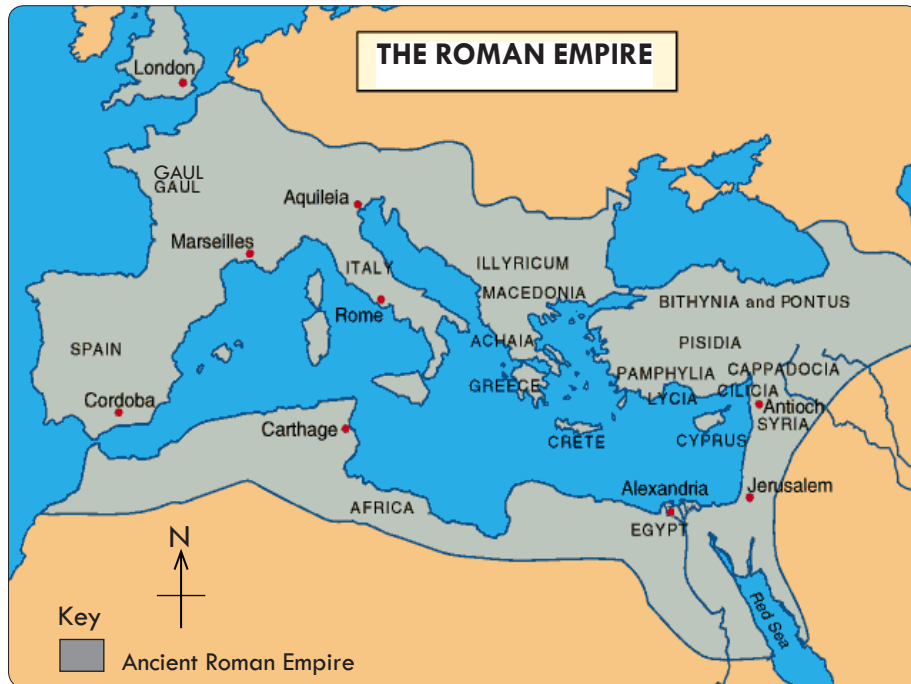 THE ROMAN EMPIRE
London
GAUL
GAUL
Aquileia
Marseilles
ITALY
ILLYRICUM
MACEDONIA
BITHYNIA and PONTUS
Rome
SPAIN
ACHAIA
PISIDIA
GREECE
PAMPHYLIA
CAPPADOCIA
CILICIA
LYCIA
Antioch
SYRIA
Cordoba
Carthage
CRETE
CYPRUS
Alexandria
Jerusalem
AFRICA
EGYPT
Red Sea
N
Key
Ancient Roman Empire